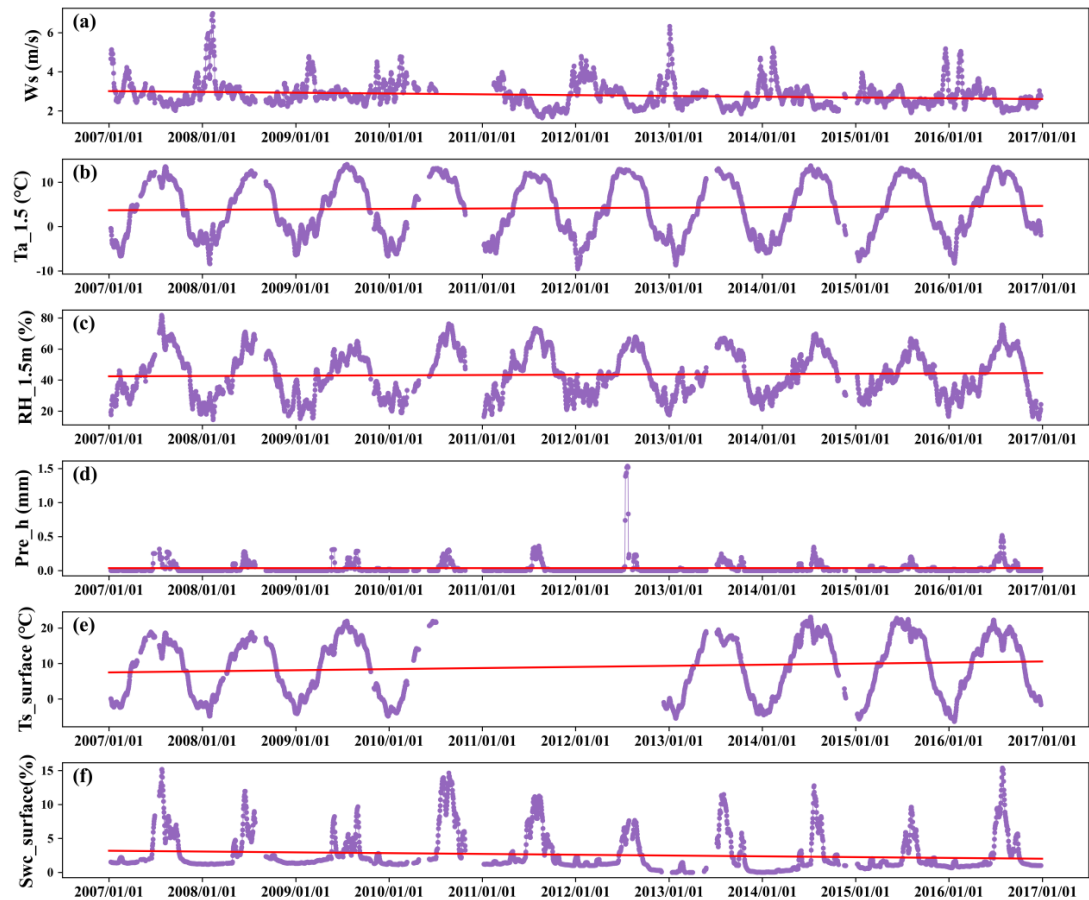 (a)
Ws (m/s)
6
4
2
2007/01/01 2008/01/01 2009/01/01 2010/01/01 2011/01/01 2012/01/01 2013/01/01 2014/01/01 2015/01/01 2016/01/01 2017/01/01
(b)
Ta_1.5 (°C)
10
0
-10
2007/01/01 2008/01/01 2009/01/01 2010/01/01 2011/01/01 2012/01/01 2013/01/01 2014/01/01 2015/01/01 2016/01/01 2017/01/01
(c)
RH_1.5m (%)
80
60
40
20
2007/01/01 2008/01/01 2009/01/01 2010/01/01 2011/01/01 2012/01/01 2013/01/01 2014/01/01 2015/01/01 2016/01/01 2017/01/01
(d)
Pre_h (mm)
1.5
1.0
0.5
0.0
2007/01/01 2008/01/01 2009/01/01 2010/01/01 2011/01/01 2012/01/01 2013/01/01 2014/01/01 2015/01/01 2016/01/01 2017/01/01
(e)
Ts_surface (°C)
20
10
0
2007/01/01 2008/01/01 2009/01/01 2010/01/01 2011/01/01 2012/01/01 2013/01/01 2014/01/01 2015/01/01 2016/01/01 2017/01/01
(f)
Swc_surface(%)
15
10
5
0
2007/01/01 2008/01/01 2009/01/01 2010/01/01 2011/01/01 2012/01/01 2013/01/01 2014/01/01 2015/01/01 2016/01/01 2017/01/01